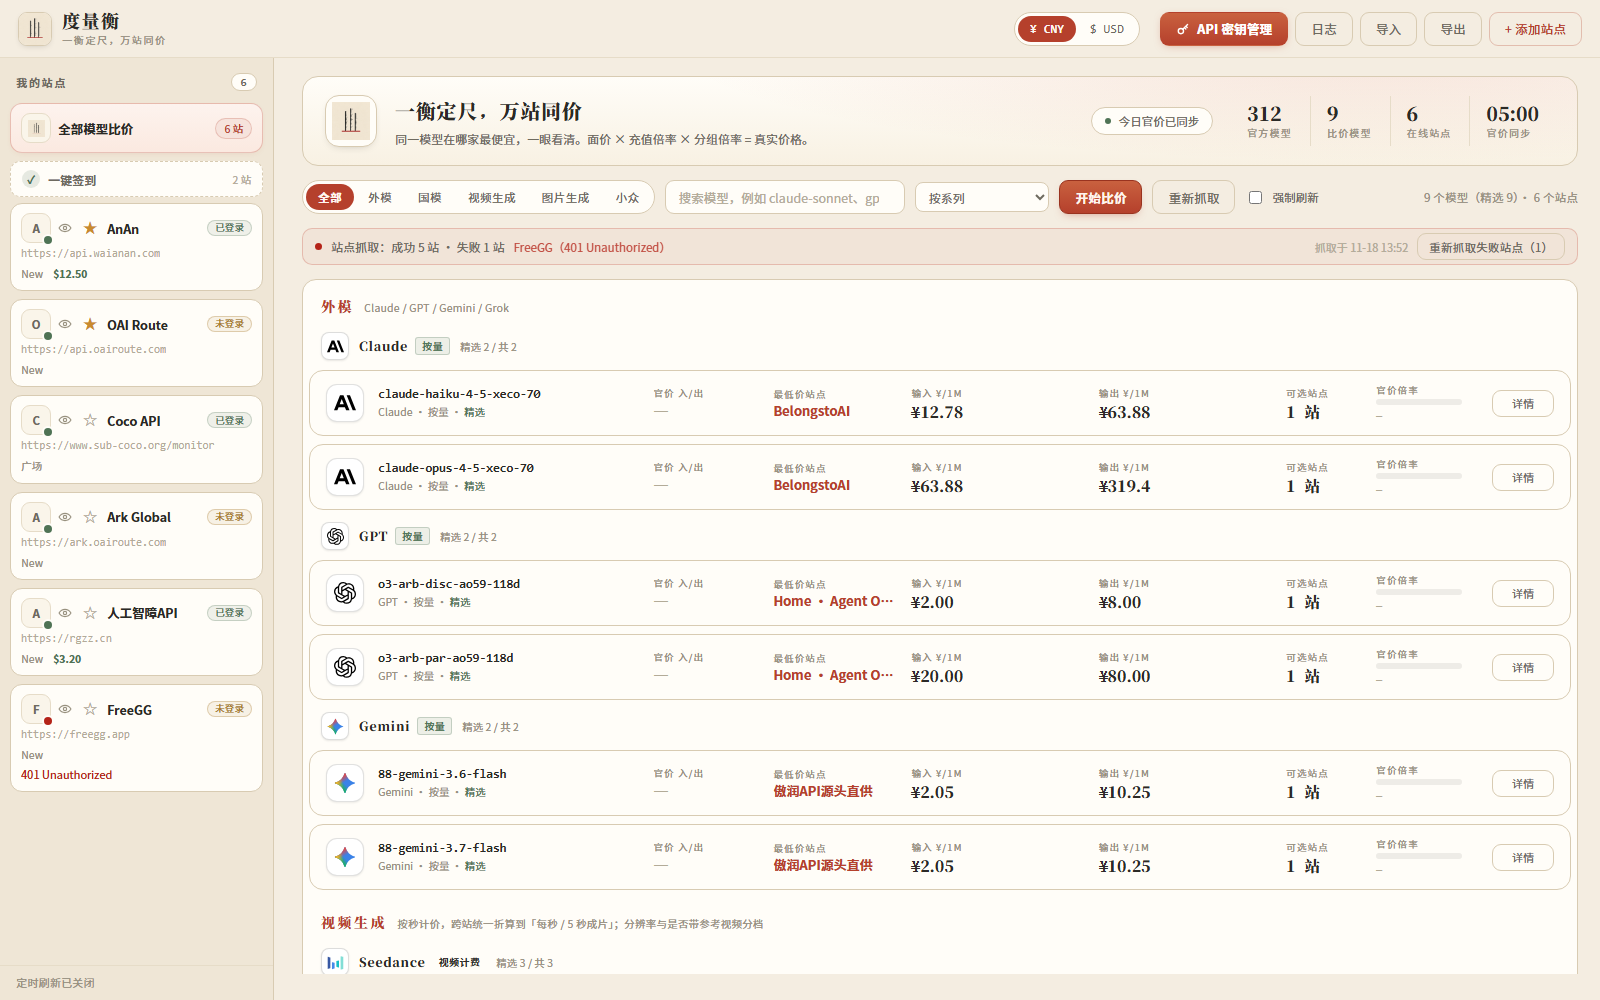 度量衡
一衡定尺，万站同价
¥ CNY
$ USD
API 密钥管理
日志
导入
导出
+ 添加站点
我的站点
6
全部模型比价
6 站
一键签到
2 站
A
AnAn
已登录
https://api.waianan.com
New $12.50
O
OAI Route
未登录
https://api.oairoute.com
New
C
Coco API
已登录
https://www.sub-coco.org/monitor
广场
A
Ark Global
未登录
https://ark.oairoute.com
New
A
人工智障API
已登录
https://rgzz.cn
New $3.20
F
FreeGG
未登录
https://freegg.app
New
401 Unauthorized
定时刷新已关闭
一衡定尺，万站同价
同一模型在哪家最便宜，一眼看清。面价 × 充值倍率 × 分组倍率 = 真实价格。
今日官价已同步
312
官方模型
9
比价模型
6
在线站点
05:00
官价同步
全部
外模
国模
视频生成
图片生成
小众
搜索模型，例如 claude-sonnet、gp
按系列
开始比价
重新抓取
强制刷新
9 个模型（精选 9）· 6 个站点
站点抓取：成功 5 站 · 失败 1 站 FreeGG（401 Unauthorized）
抓取于 11-18 13:52
重新抓取失败站点（1）
外模 Claude / GPT / Gemini / Grok
Claude 按量 精选 2 / 共 2
claude-haiku-4-5-xeco-70
Claude · 按量 · 精选
官价 入/出
—
最低价站点
BelongstoAI
输入 ¥/1M
¥12.78
输出 ¥/1M
¥63.88
可选站点
1 站
官价倍率
—
详情
claude-opus-4-5-xeco-70
Claude · 按量 · 精选
官价 入/出
—
最低价站点
BelongstoAI
输入 ¥/1M
¥63.88
输出 ¥/1M
¥319.4
可选站点
1 站
官价倍率
—
详情
GPT 按量 精选 2 / 共 2
o3-arb-disc-ao59-118d
GPT · 按量 · 精选
官价 入/出
—
最低价站点
Home · Agent O…
输入 ¥/1M
¥2.00
输出 ¥/1M
¥8.00
可选站点
1 站
官价倍率
—
详情
o3-arb-par-ao59-118d
GPT · 按量 · 精选
官价 入/出
—
最低价站点
Home · Agent O…
输入 ¥/1M
¥20.00
输出 ¥/1M
¥80.00
可选站点
1 站
官价倍率
—
详情
Gemini 按量 精选 2 / 共 2
88-gemini-3.6-flash
Gemini · 按量 · 精选
官价 入/出
—
最低价站点
傲润API源头直供
输入 ¥/1M
¥2.05
输出 ¥/1M
¥10.25
可选站点
1 站
官价倍率
—
详情
88-gemini-3.7-flash
Gemini · 按量 · 精选
官价 入/出
—
最低价站点
傲润API源头直供
输入 ¥/1M
¥2.05
输出 ¥/1M
¥10.25
可选站点
1 站
官价倍率
—
详情
视频生成 按秒计价，跨站统一折算到「每秒 / 5 秒成片」；分辨率与是否带参考视频分档
Seedance 视频计费 精选 3 / 共 3